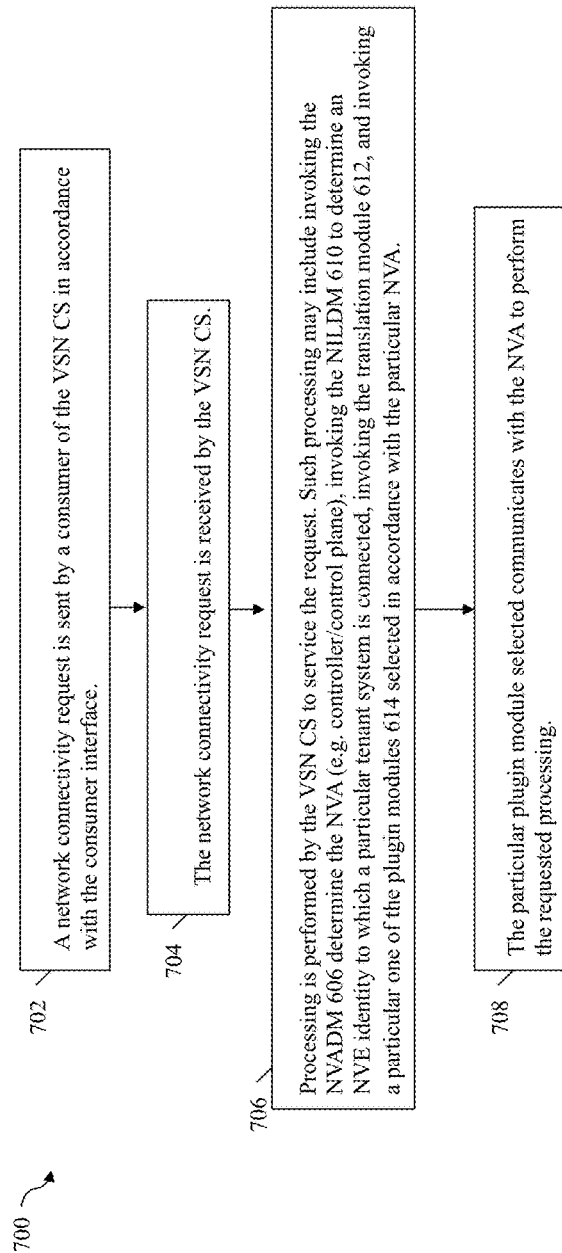 700
702
A network connectivity request is sent by a consumer of the VSN CS in accordance
with the consumer interface.
704
The network connectivity request is received by the VSN CS.
706
Processing is performed by the VSN CS to service the request. Such processing may include invoking the
NVADM 606 determine the NVA (e.g. controller/control plane), invoking the NILDM 610 to determine an
NVE identity to which a particular tenant system is connected, invoking the translation module 612, and invoking
a particular one of the plugin modules 614 selected in accordance with the particular NVA.
708
The particular plugin module selected communicates with the NVA to perform
the requested processing.